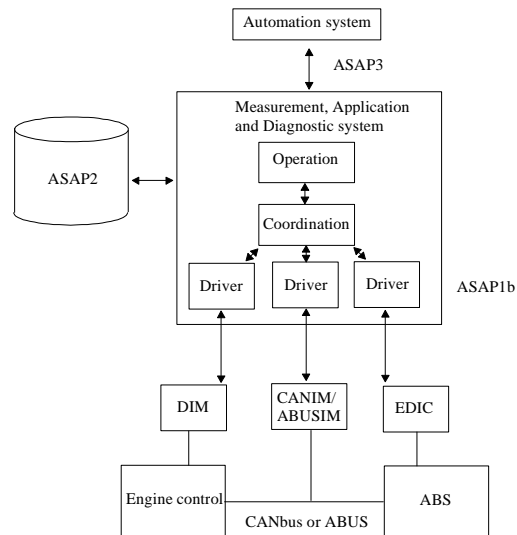 Automation system
ASAP3
Measurement, Application
and Diagnostic system
Operation
ASAP2
Coordination
Driver
Driver
Driver
ASAP1b
DIM
CANIM/
ABUSIM
EDIC
Engine control
ABS
CANbus or ABUS